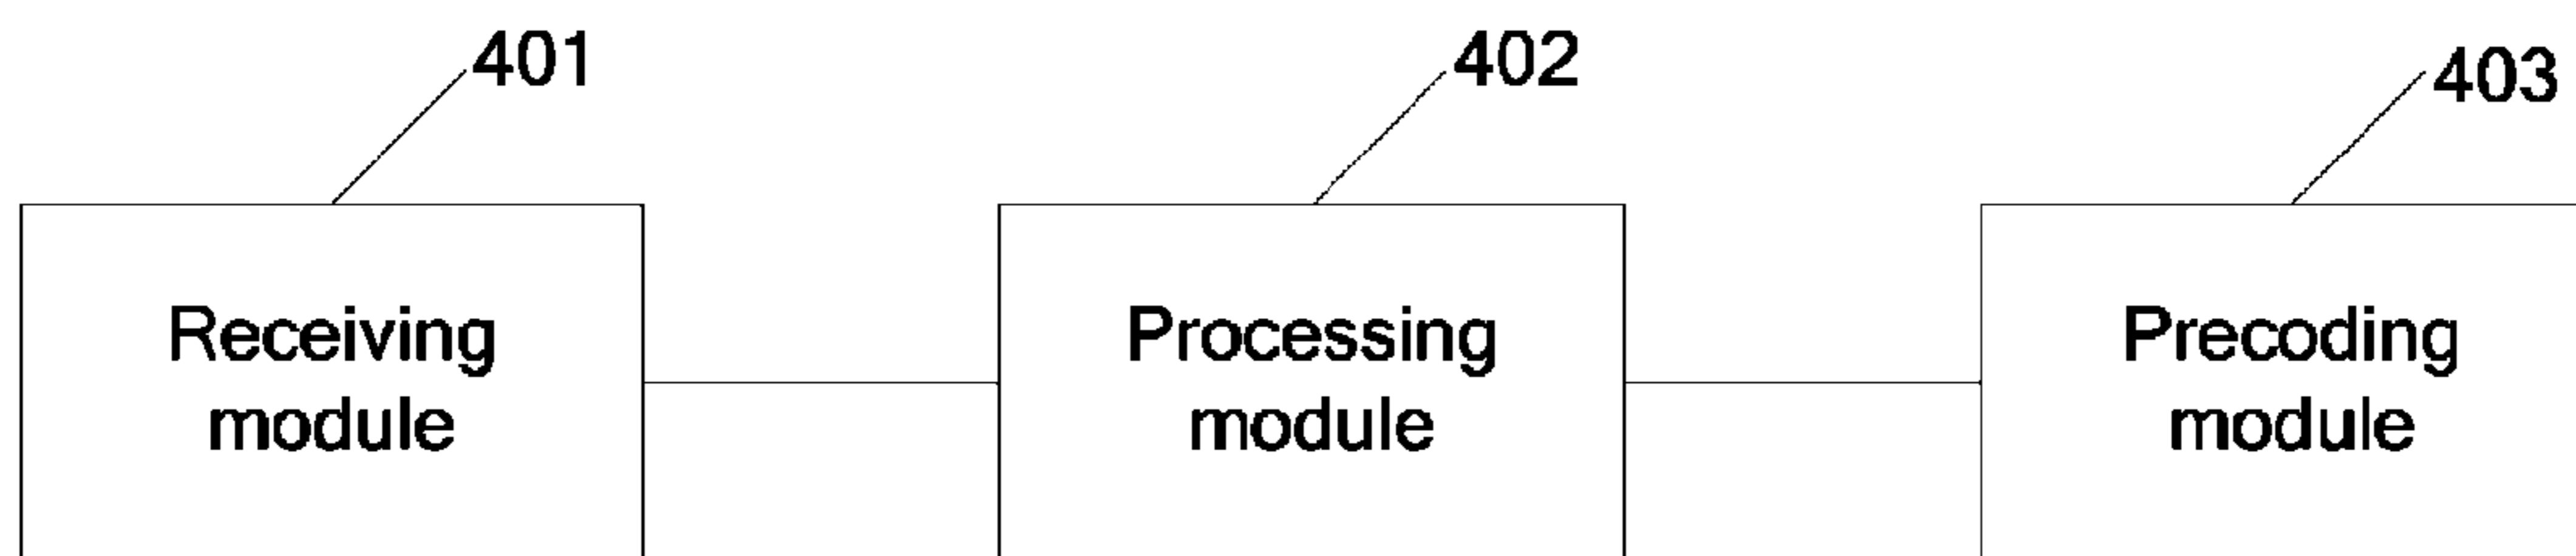 401
402
403
Receiving
module
Processing
module
Precoding
module